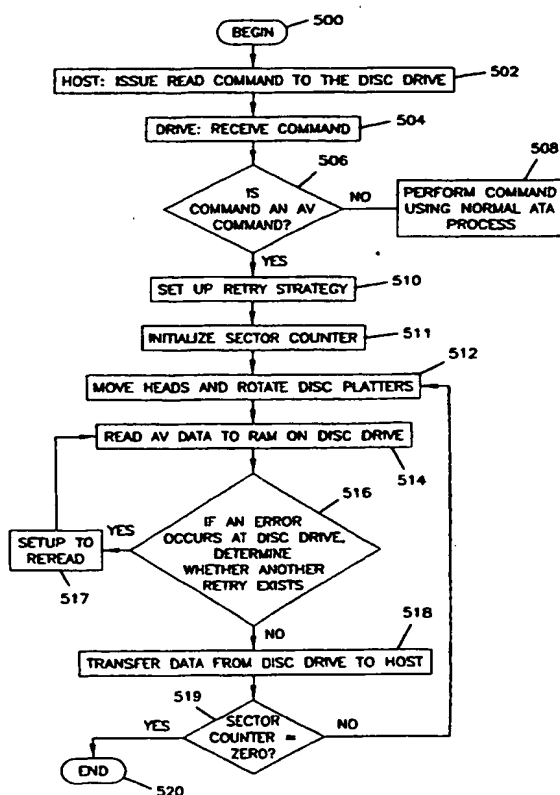 BEGIN
500
HOST: ISSUE READ COMMAND TO THE DISC DRIVE
502
DRIVE: RECEIVE COMMAND
504
506
508
IS
COMMAND AN AV
COMMAND?
NO
PERFORM COMMAND
USING NORMAL ATA
PROCESS
YES
SET UP RETRY STRATEGY
510
INITIALIZE SECTOR COUNTER
511
512
MOVE HEADS AND ROTATE DISC PLATTERS
READ AV DATA TO RAM ON DISC DRIVE
514
516
IF AN ERROR
OCCURS AT DISC DRIVE,
DETERMINE
WHETHER ANOTHER
RETRY EXISTS
YES
SETUP TO
REREAD
517
NO
518
TRANSFER DATA FROM DISC DRIVE TO HOST
519
YES
SECTOR
COUNTER =
ZERO?
NO
END
520